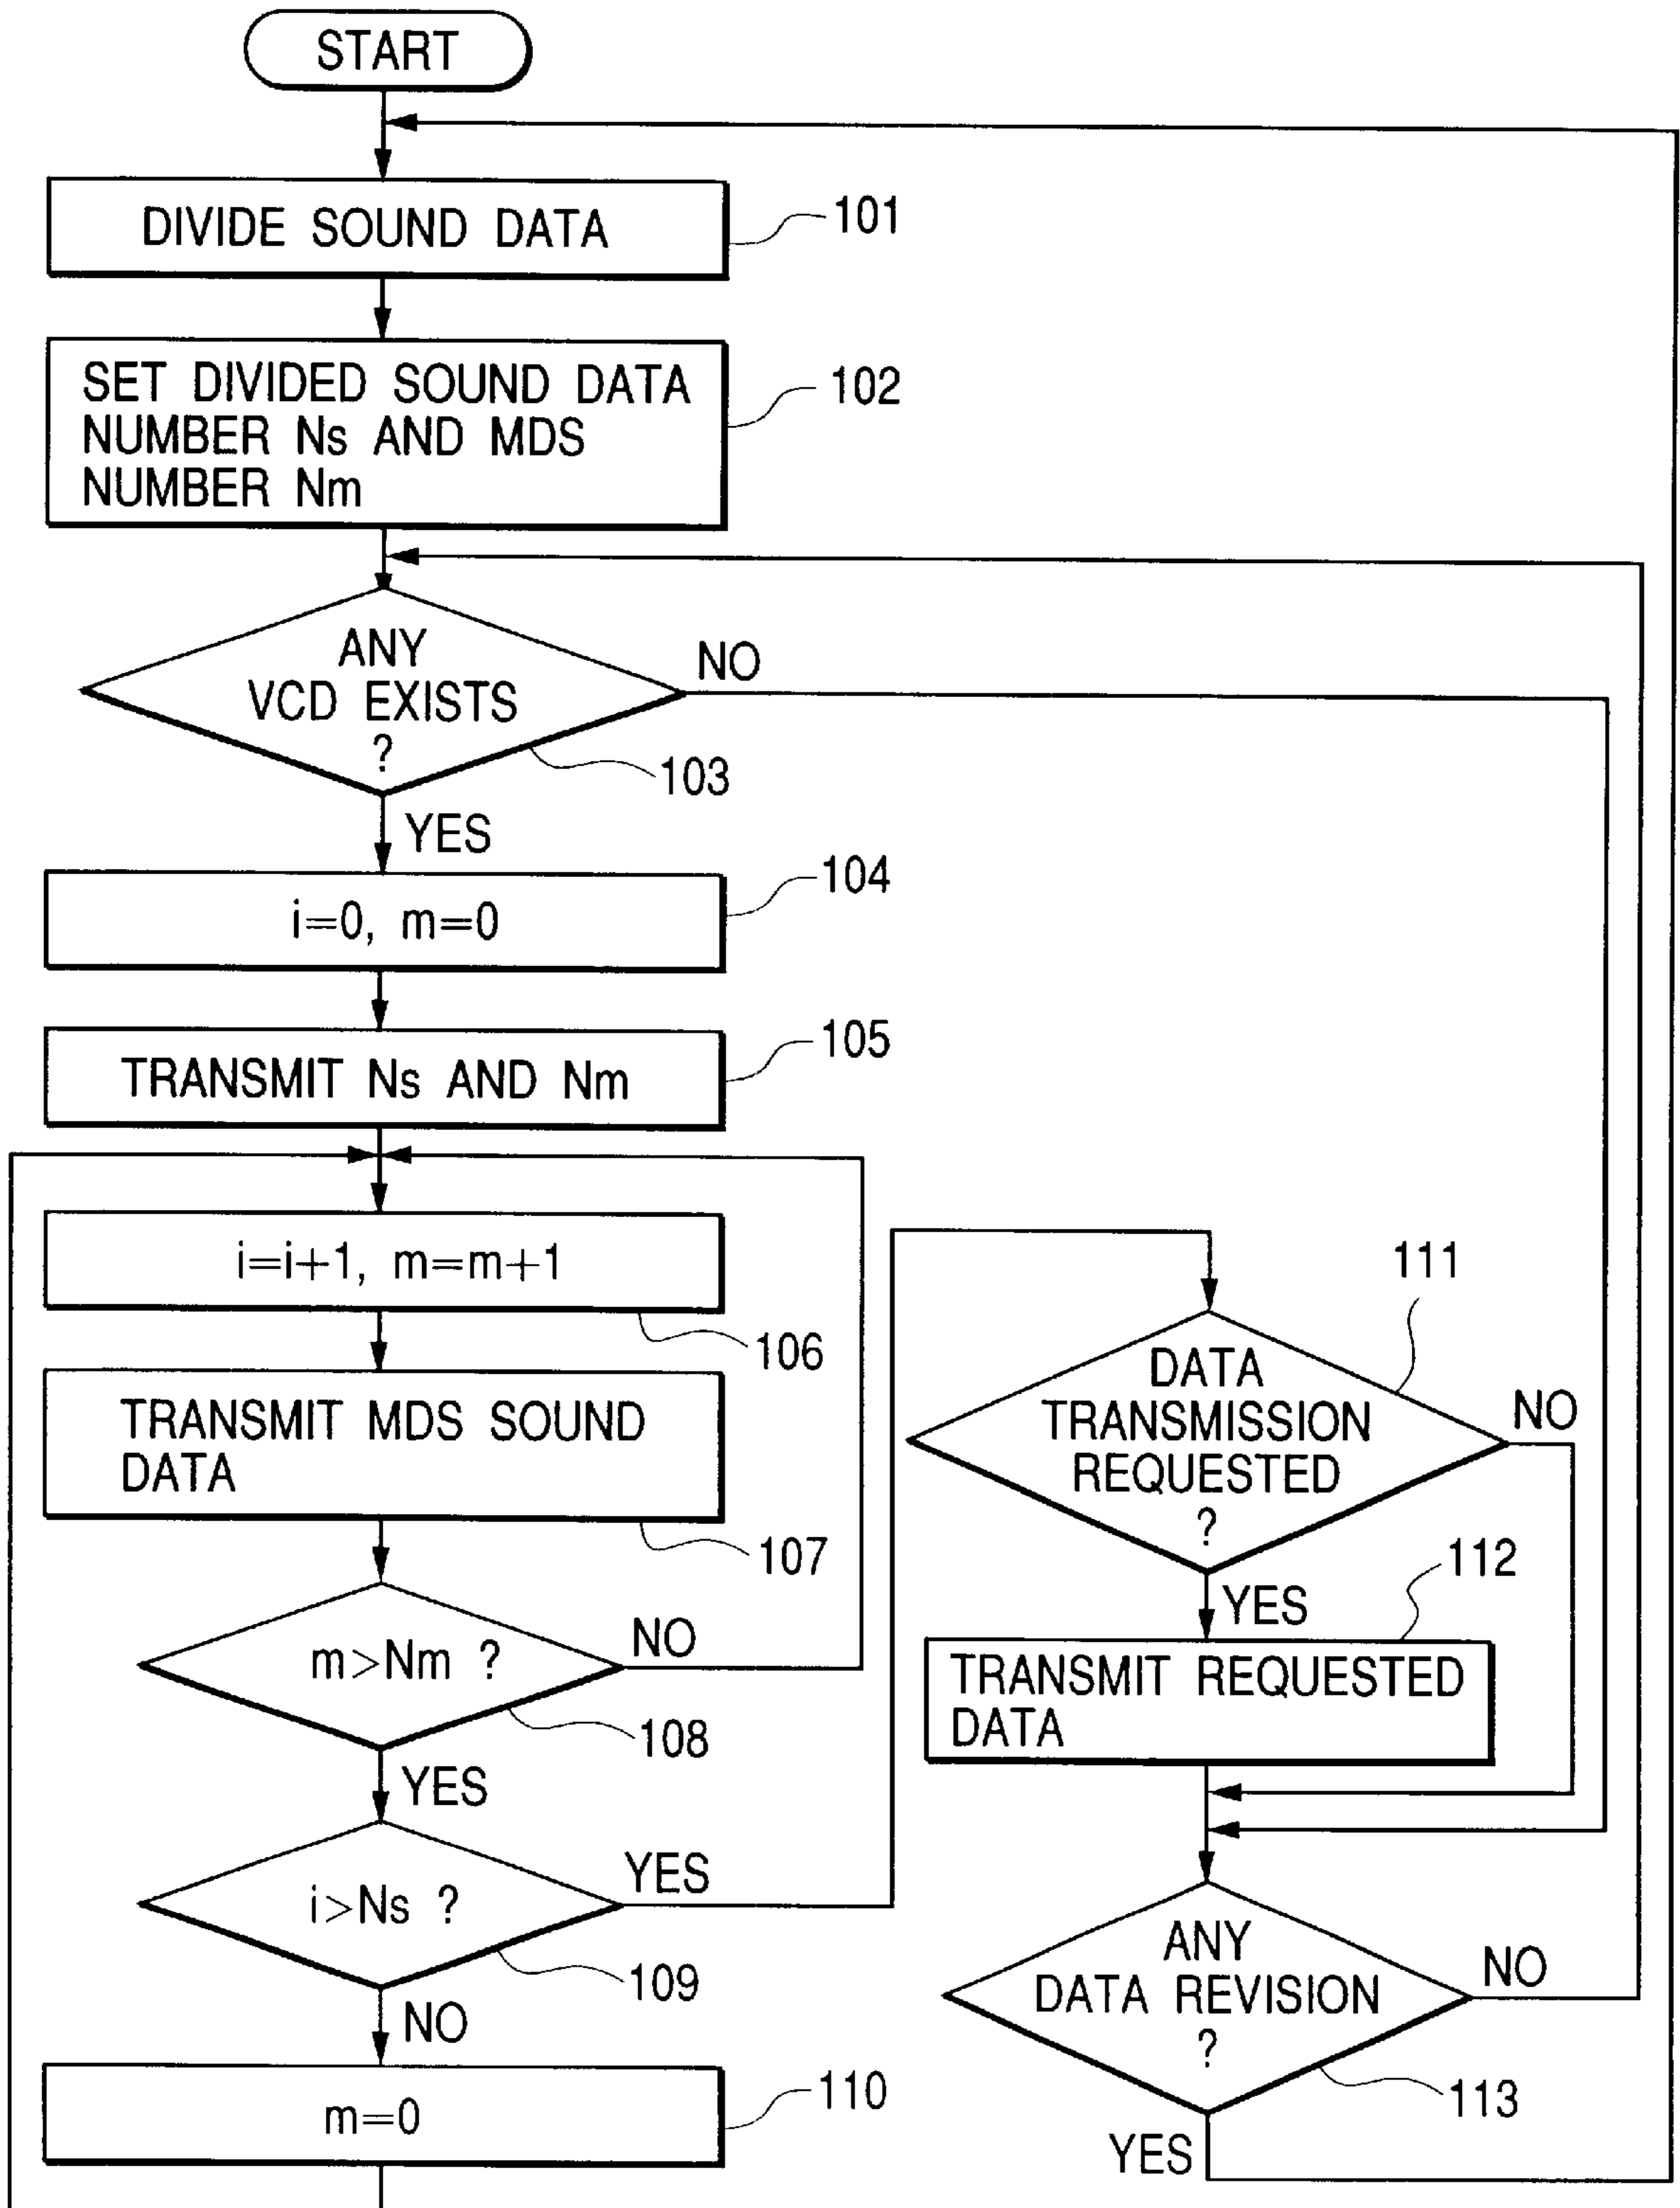 START
DIVIDE SOUND DATA
101
SET DIVIDED SOUND DATA
NUMBER Ns AND MDS
NUMBER Nm
102
ANY
VCD EXISTS
?
NO
103
YES
i=0, m=0
104
TRANSMIT Ns AND Nm
105
i=i+1, m=m+1
106
TRANSMIT MDS SOUND
DATA
107
m>Nm ?
NO
108
YES
i>Ns ?
YES
109
NO
m=0
110
111
DATA
TRANSMISSION
REQUESTED
?
NO
YES
112
TRANSMIT REQUESTED
DATA
ANY
DATA REVISION
?
NO
113
YES